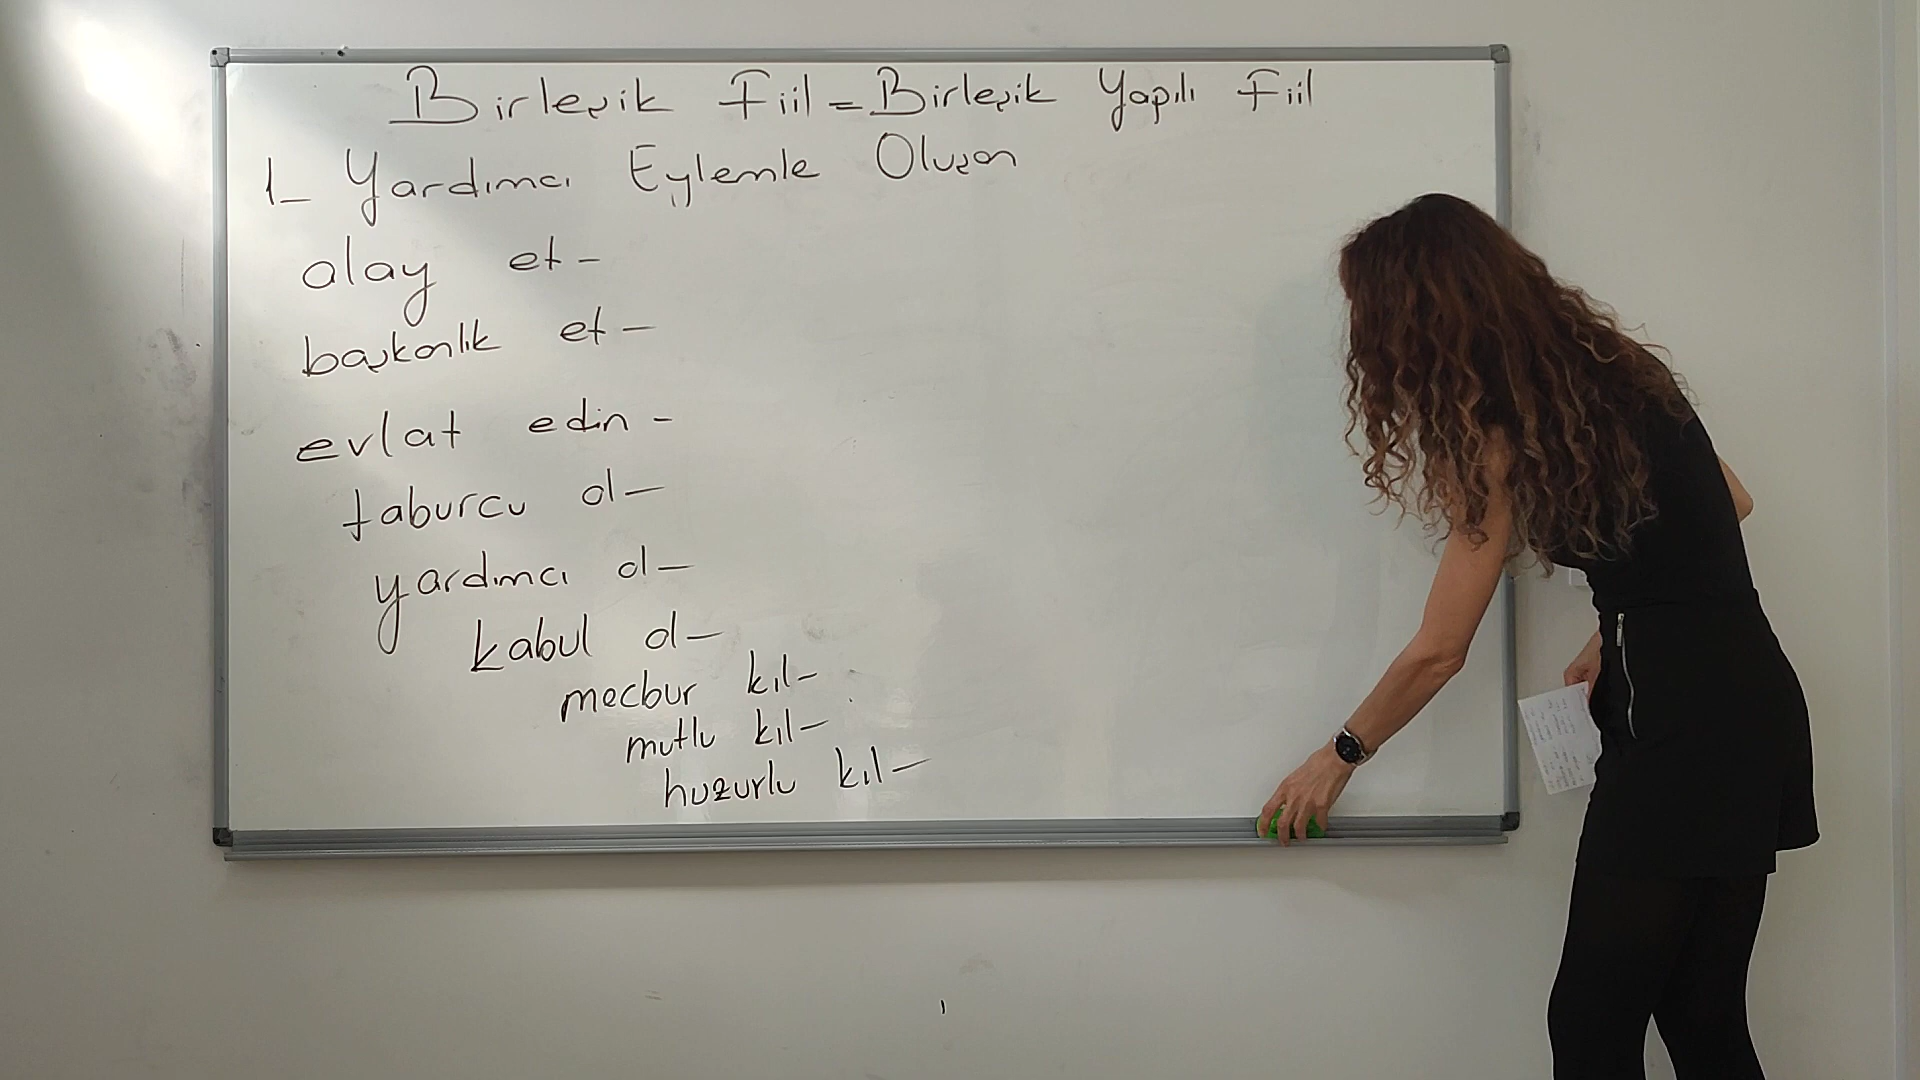 Birleşik Fiil = Birleşik Yapılı Fiil
1- Yardımcı Eylemle Oluşan
alay et-
başkanlık et-
evlat edin-
taburcu ol-
yardımcı ol-
kabul ol-
mecbur kıl-
mutlu kıl-
huzurlu kıl-